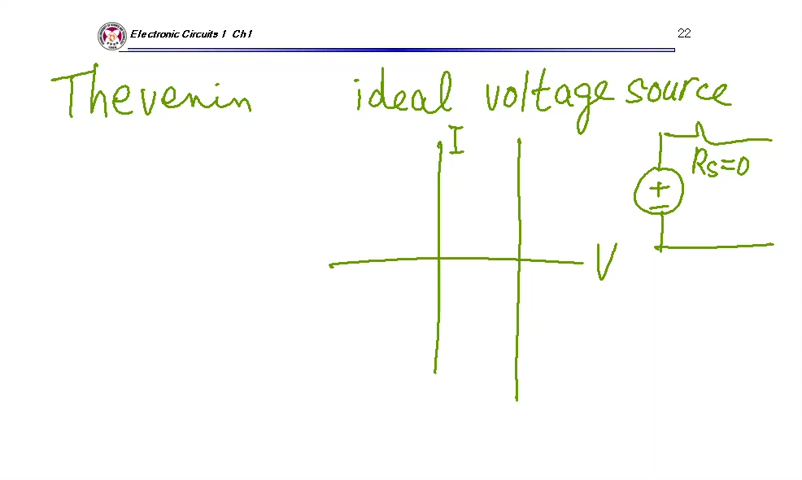 Electronic Circuits I Ch1 22
Thevenin ideal voltage source
I
Rs=0
V